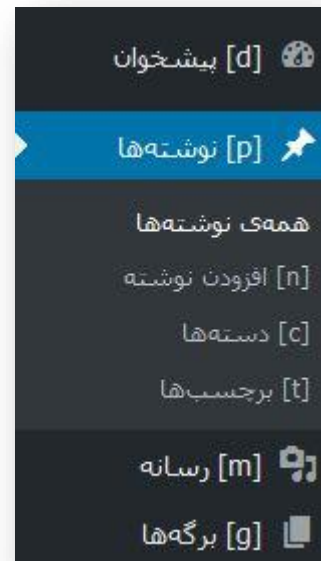 [d] پیشخوان
[p] نوشته‌ها
همه‌ی نوشته‌ها
[n] افزودن نوشته
[c] دسته‌ها
[t] برچسب‌ها
[m] رسانه
[g] برگه‌ها